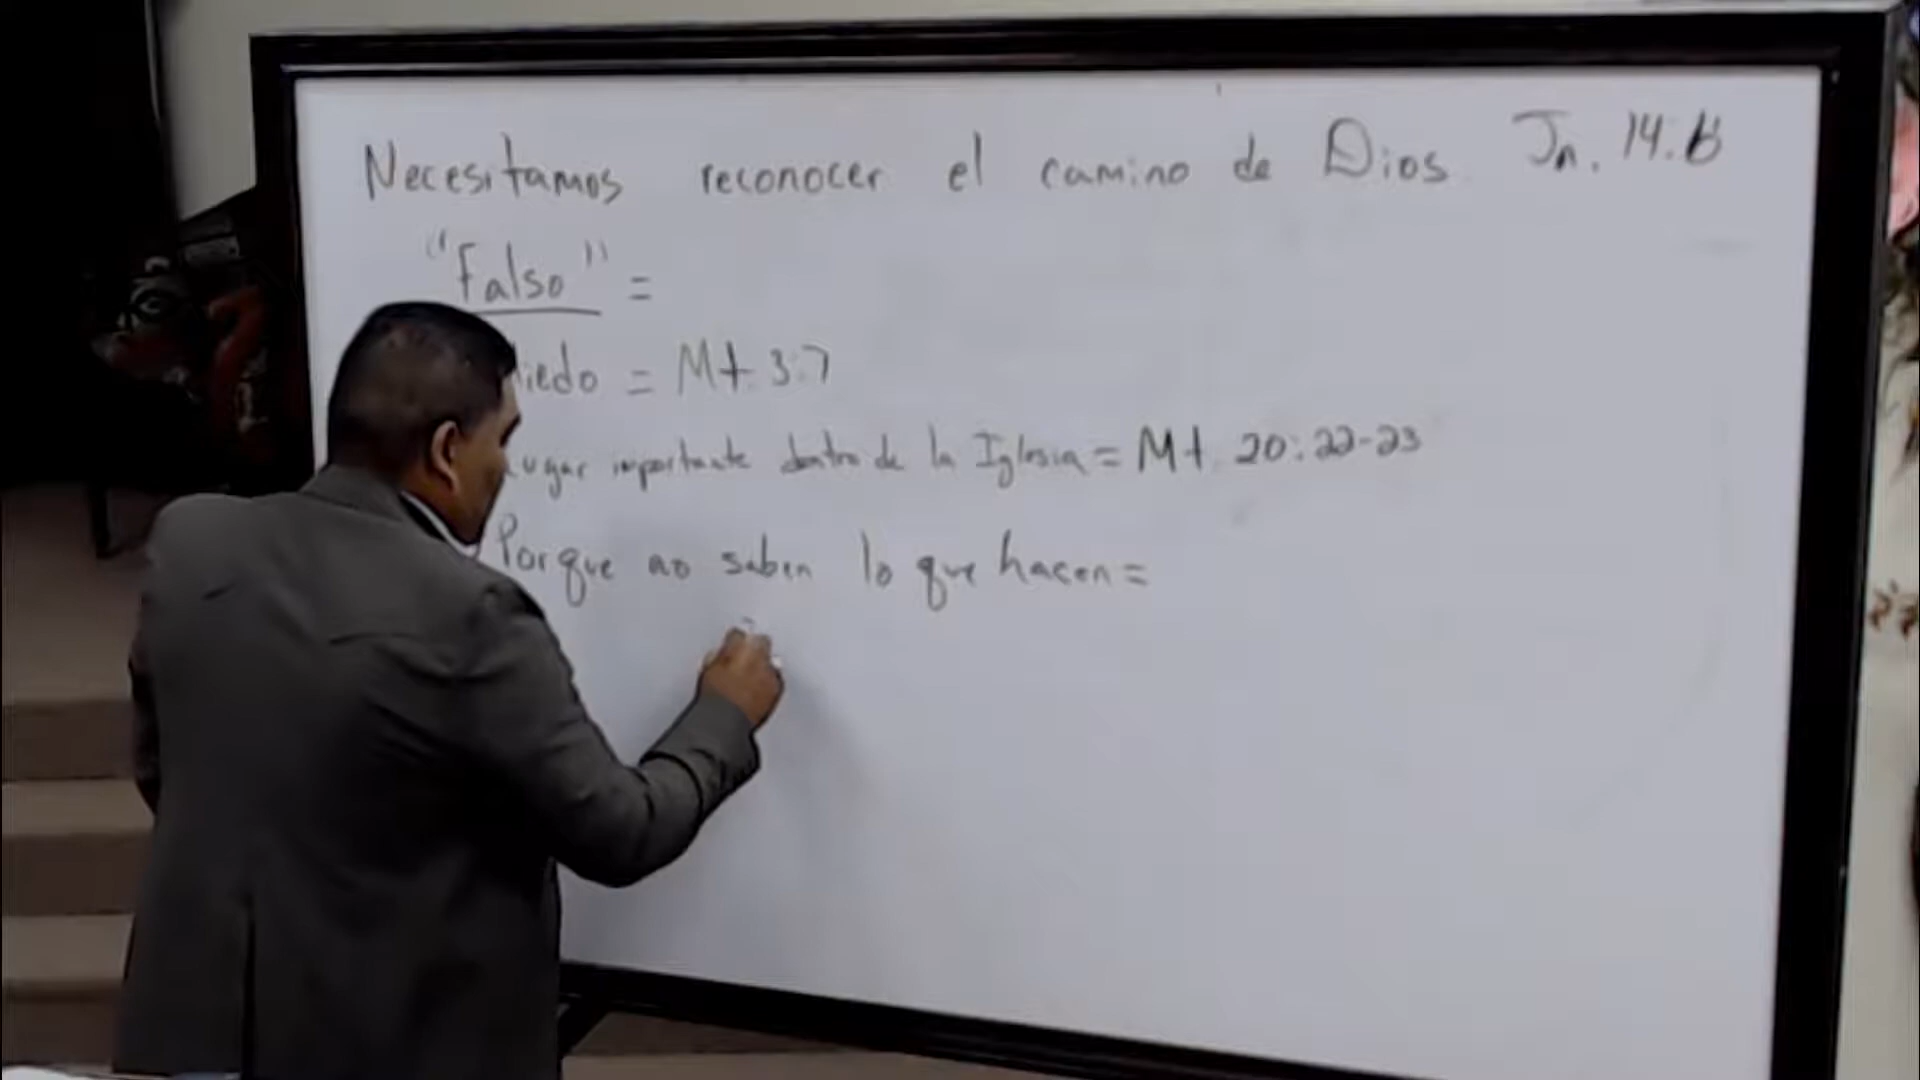 Necesitamos reconocer el camino de Dios. Jn. 14:6
"Falso" =
iedo = Mt. 3:7
ugar importante dentro de la Iglesia = Mt. 20:22-23
Porque no saben lo que hacen =